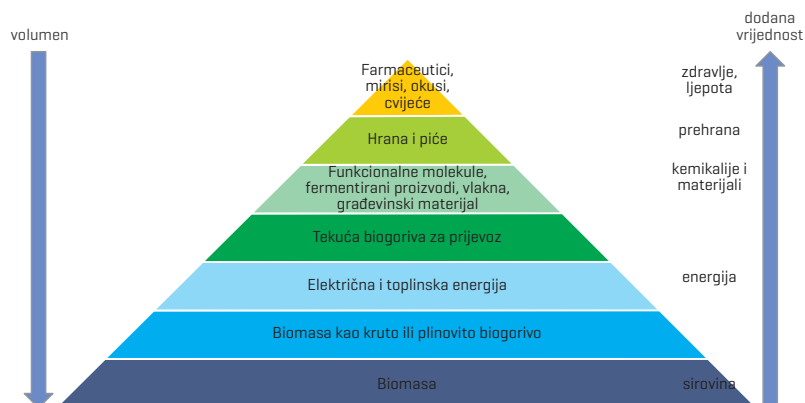 volumen
dodana
vrijednost
Farmaceutici,
mirisi, okusi,
cvijeće
zdravlje,
ljepota
Hrana i piće
prehrana
Funkcionalne molekule,
fermentirani proizvodi, vlakna,
građevinski materijal
kemikalije i
materijali
Tekuća biogoriva za prijevoz
Električna i toplinska energija
energija
Biomasa kao kruto ili plinovito biogorivo
Biomasa
sirovina